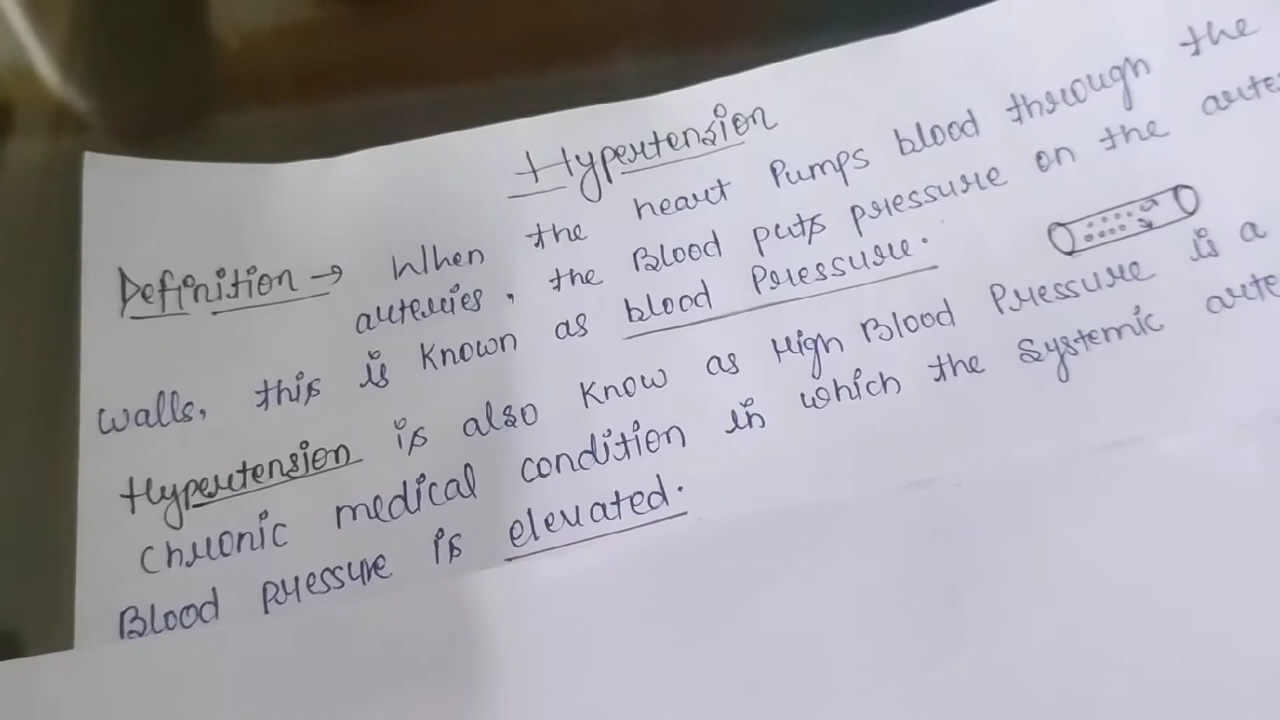 Hypertension
Definition → When the heart Pumps blood through the
arteries, the Blood puts pressure on the arte
walls, this is known as blood Pressure.
Hypertension is also Know as High Blood Pressure is a
Chronic medical condition in which the systemic arte
Blood pressure is elevated.